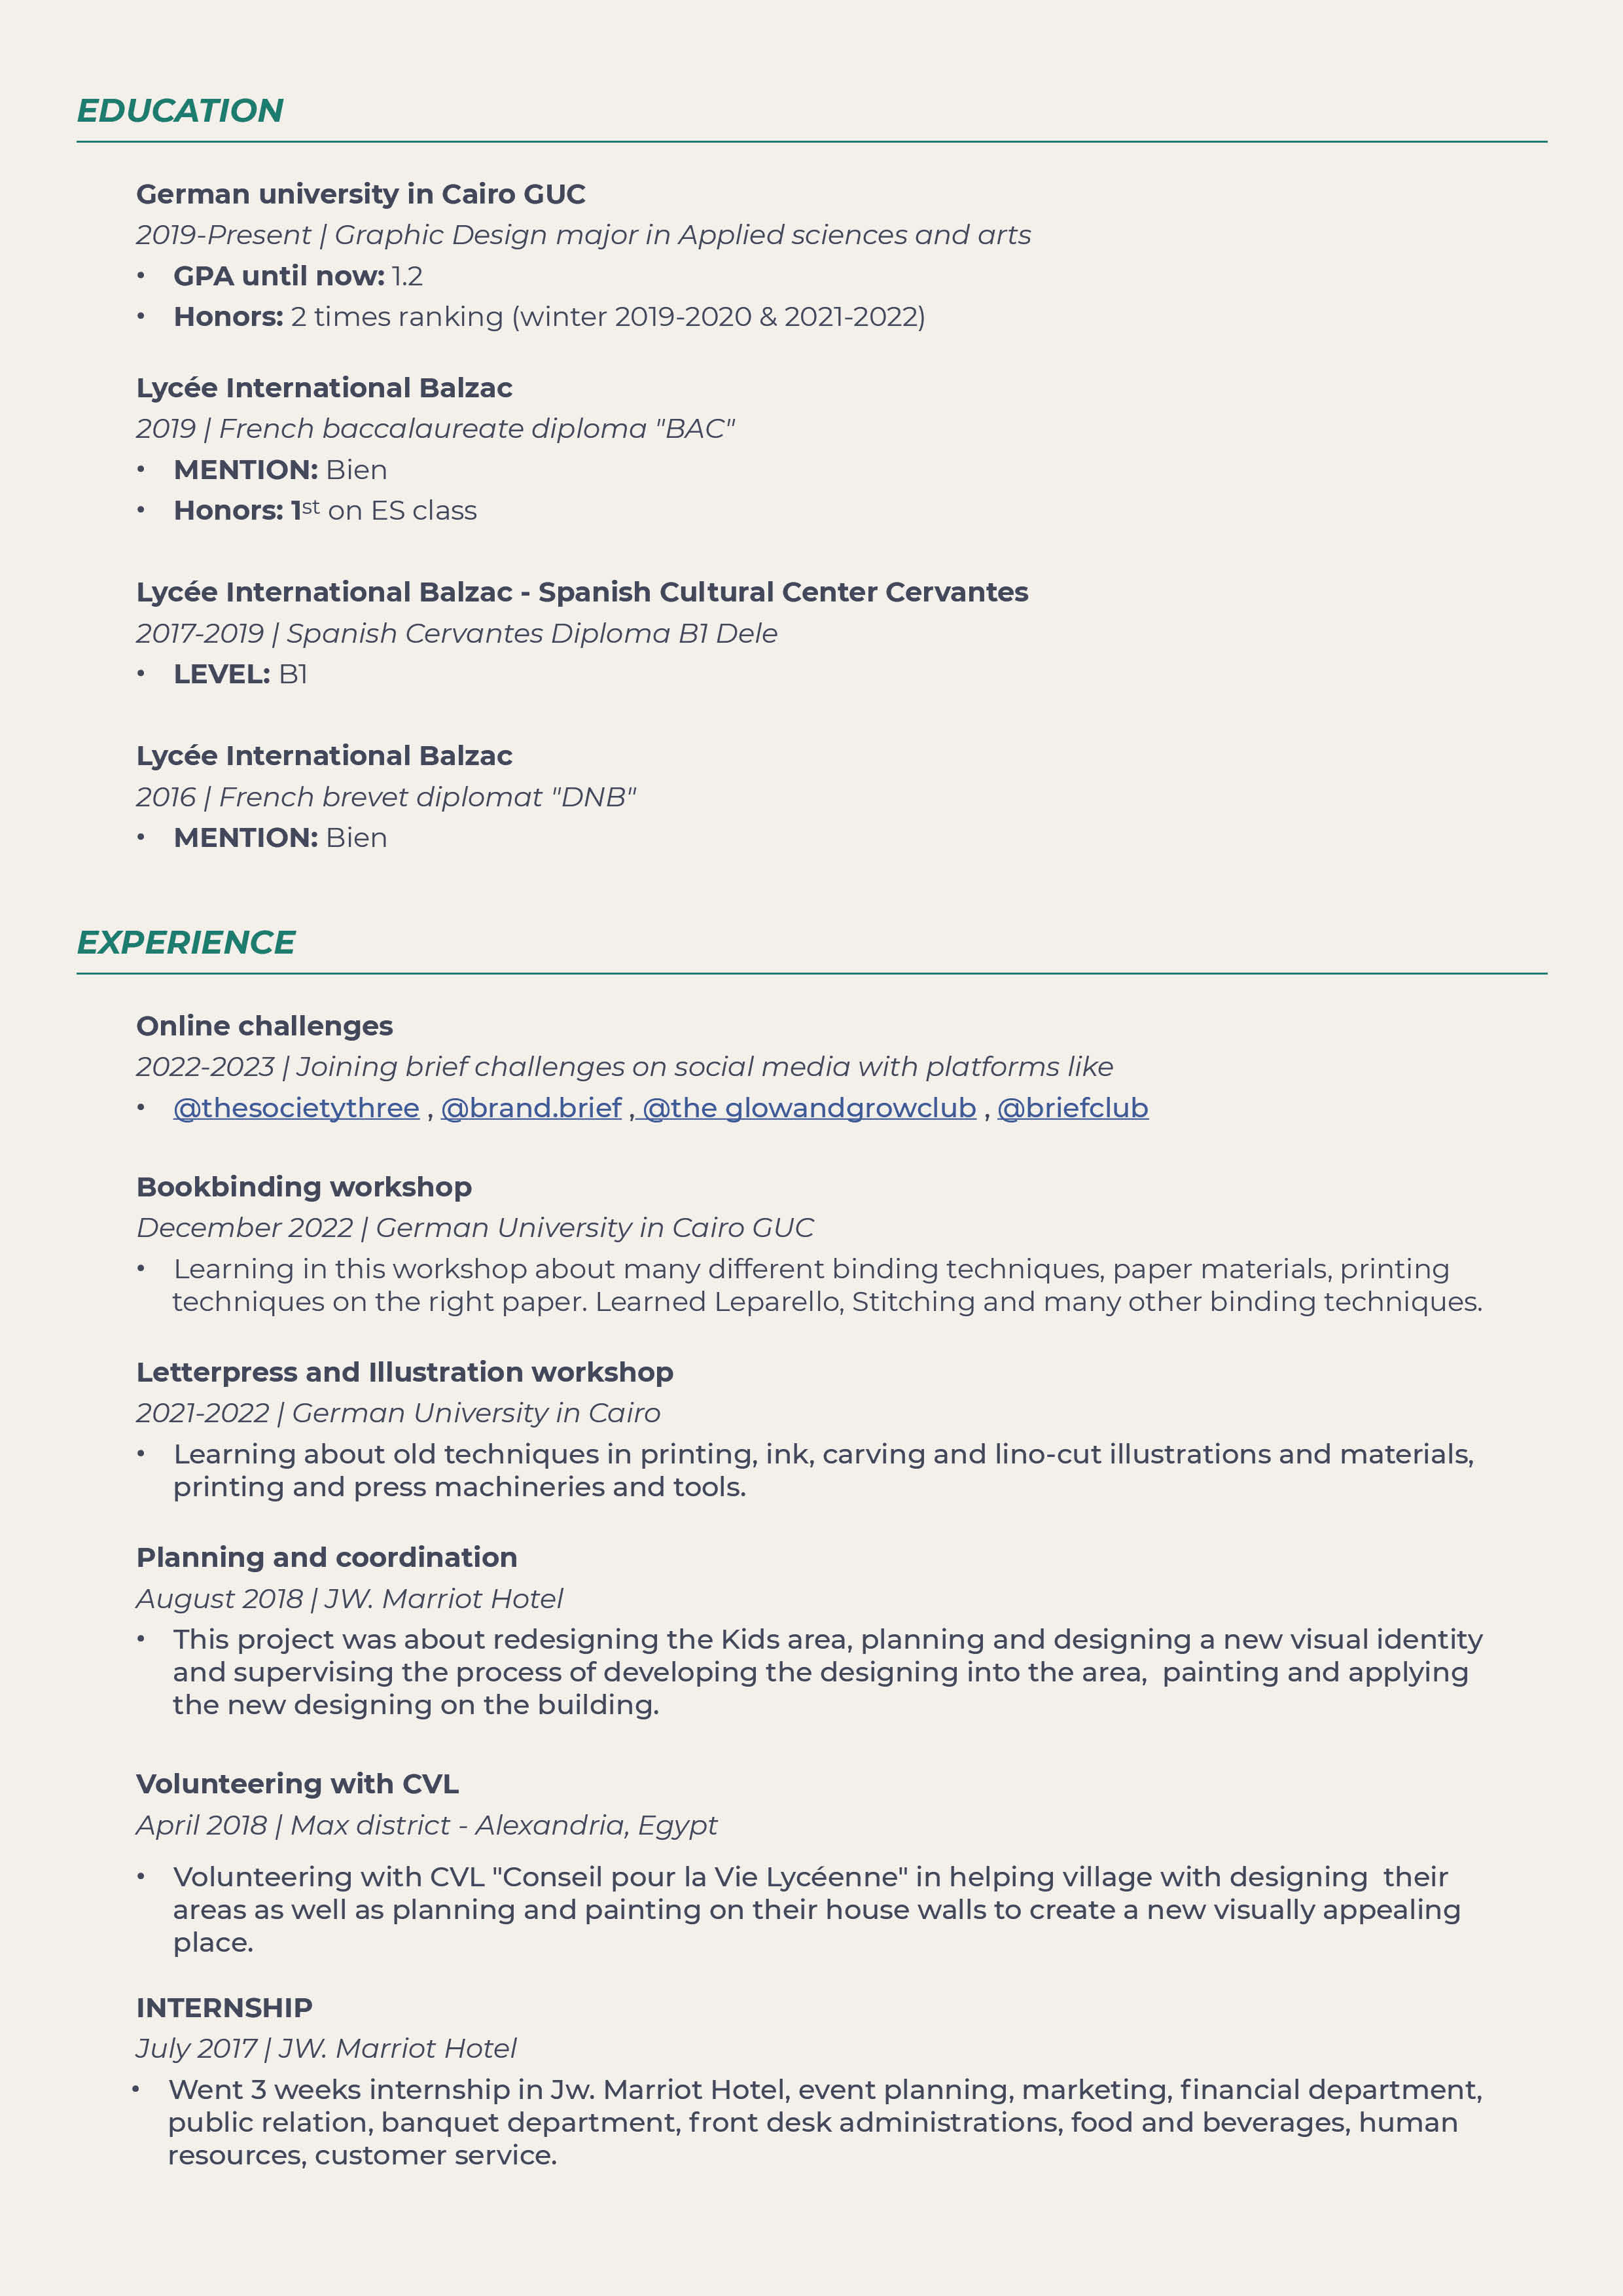 EDUCATION
German university in Cairo GUC
2019-Present | Graphic Design major in Applied sciences and arts
• GPA until now: 1.2
• Honors: 2 times ranking (winter 2019-2020 & 2021-2022)
Lycée International Balzac
2019 | French baccalaureate diploma "BAC"
• MENTION: Bien
• Honors: 1st on ES class
Lycée International Balzac - Spanish Cultural Center Cervantes
2017-2019 | Spanish Cervantes Diploma B1 Dele
• LEVEL: B1
Lycée International Balzac
2016 | French brevet diplomat "DNB"
• MENTION: Bien
EXPERIENCE
Online challenges
2022-2023 | Joining brief challenges on social media with platforms like
• @thesocietythree , @brand.brief , @the glowandgrowclub , @briefclub
Bookbinding workshop
December 2022 | German University in Cairo GUC
• Learning in this workshop about many different binding techniques, paper materials, printing
techniques on the right paper. Learned Leparello, Stitching and many other binding techniques.
Letterpress and Illustration workshop
2021-2022 | German University in Cairo
• Learning about old techniques in printing, ink, carving and lino-cut illustrations and materials,
printing and press machineries and tools.
Planning and coordination
August 2018 | JW. Marriot Hotel
• This project was about redesigning the Kids area, planning and designing a new visual identity
and supervising the process of developing the designing into the area,  painting and applying
the new designing on the building.
Volunteering with CVL
April 2018 | Max district - Alexandria, Egypt
• Volunteering with CVL "Conseil pour la Vie Lycéenne" in helping village with designing  their
areas as well as planning and painting on their house walls to create a new visually appealing
place.
INTERNSHIP
July 2017 | JW. Marriot Hotel
• Went 3 weeks internship in Jw. Marriot Hotel, event planning, marketing, financial department,
public relation, banquet department, front desk administrations, food and beverages, human
resources, customer service.